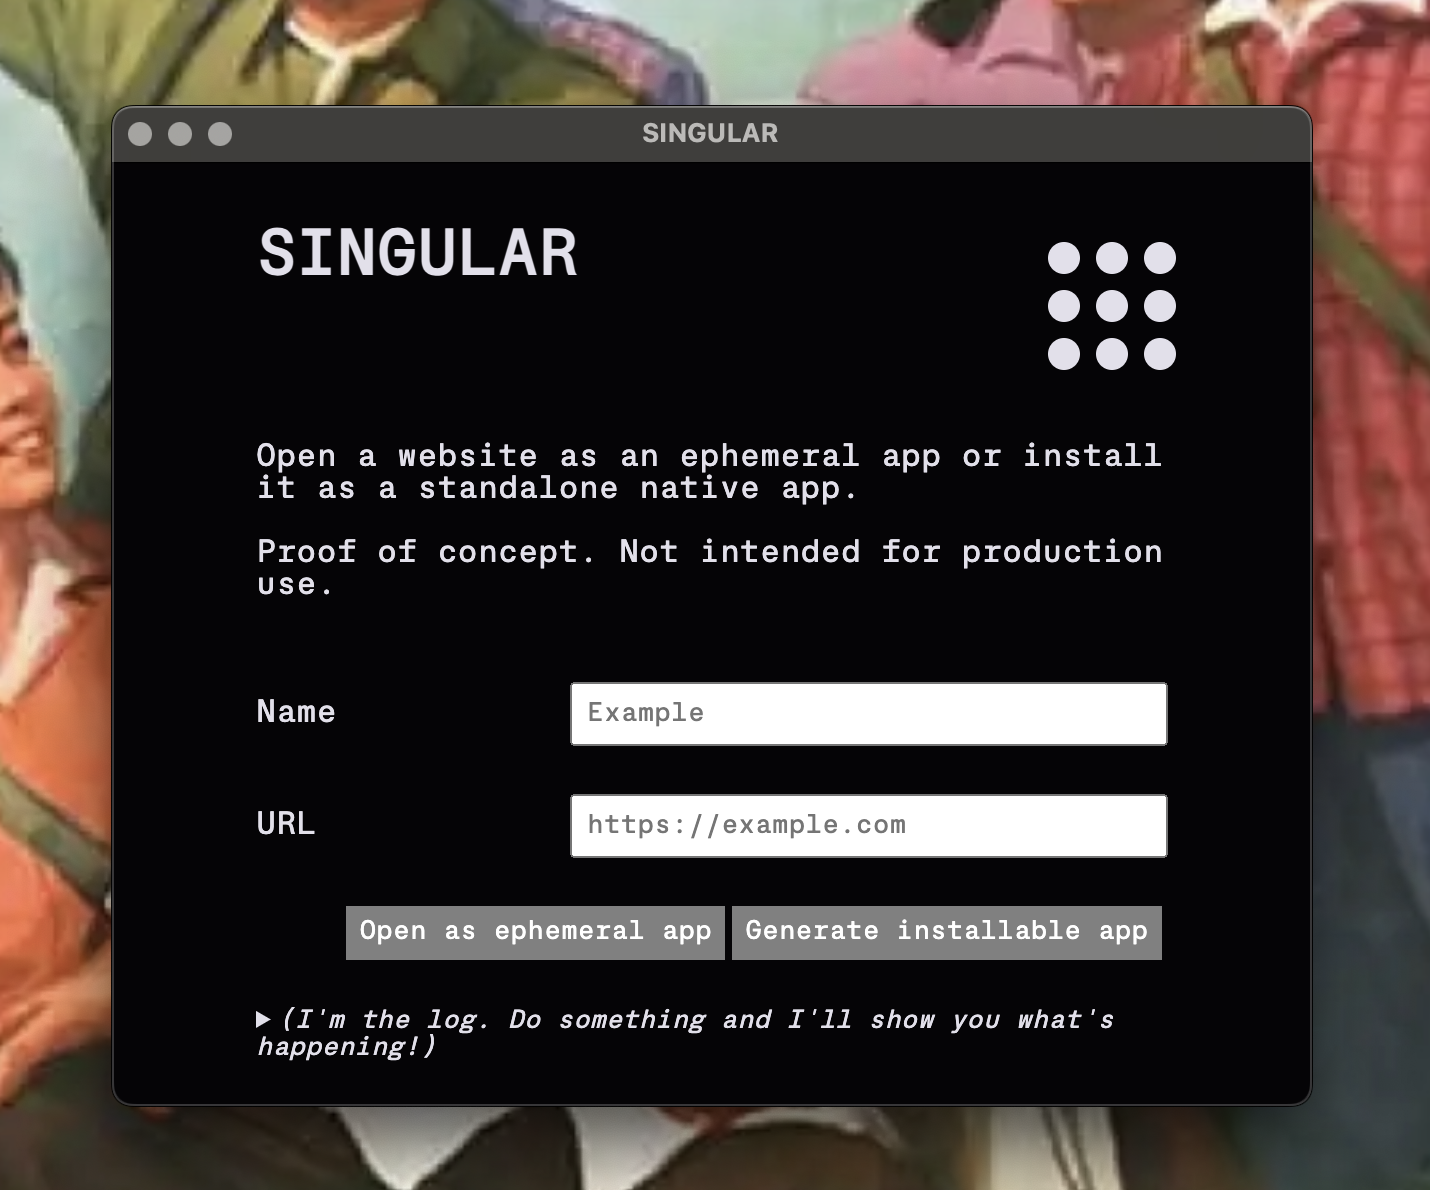 SINGULAR
SINGULAR
Open a website as an ephemeral app or install
it as a standalone native app.
Proof of concept. Not intended for production
use.
Name
Example
URL
https://example.com
Open as ephemeral app
Generate installable app
(I'm the log. Do something and I'll show you what's
happening!)